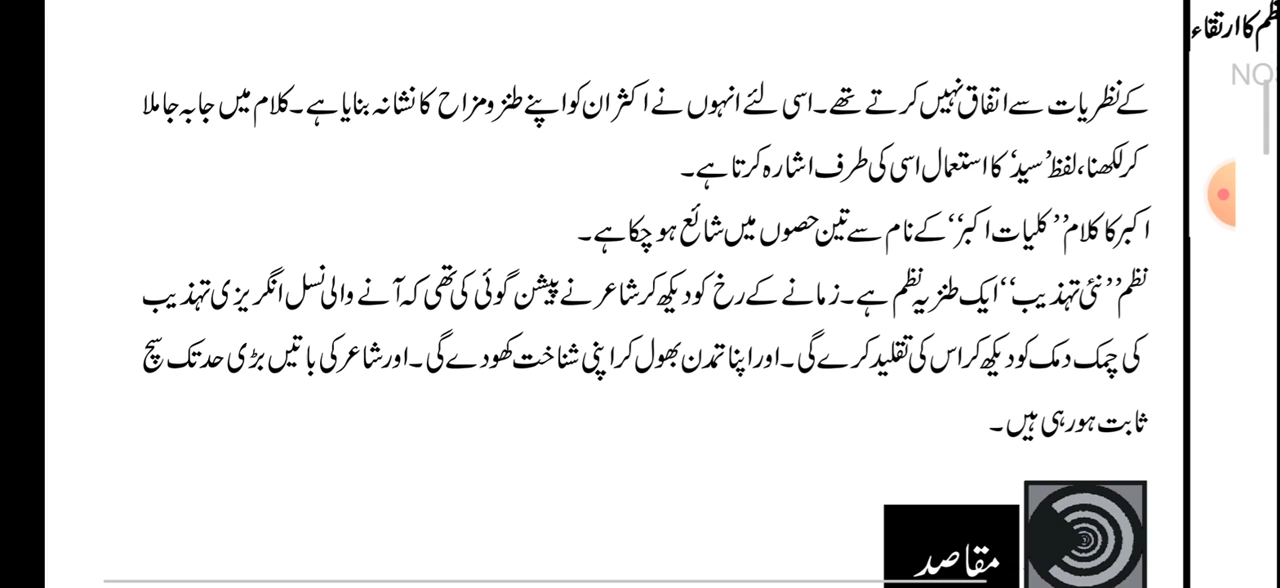 نظم کا ارتقاء
NO
کے نظریات سے اتفاق نہیں کرتے تھے۔ اسی لئے انہوں نے اکثر ان کو اپنے طنز و مزاح کا نشانہ بنایا ہے۔ کلام میں جا بہ جا ملا
کر لکھنا، لفظ ’سید‘ کا استعمال اسی کی طرف اشارہ کرتا ہے۔
اکبر کا کلام ’’کلیات اکبر‘‘ کے نام سے تین حصوں میں شائع ہو چکا ہے۔
نظم ’’نئی تہذیب‘‘ ایک طنزیہ نظم ہے۔ زمانے کے رخ کو دیکھ کر شاعر نے پیشن گوئی کی تھی کہ آنے والی نسل انگریزی تہذیب
کی چمک دمک کو دیکھ کر اس کی تقلید کرے گی۔ اور اپنا تمدن بھول کر اپنی شناخت کھو دے گی۔ اور شاعر کی باتیں بڑی حد تک سچ
ثابت ہو رہی ہیں۔
مقاصد